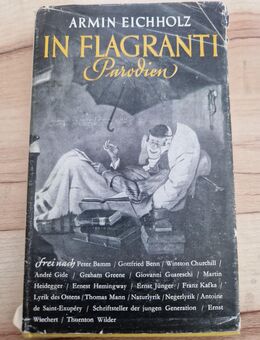 ARMIN EICHHOLZ
IN FLAGRANTI
Parodien
frei nach Peter Bamm / Gottfried Benn / Winston Churchill /
André Gide / Graham Greene / Giovanni Guareschi / Martin
Heidegger / Ernest Hemingway / Ernst Jünger / Franz Kafka /
Lyrik des Ostens / Thomas Mann / Naturlyrik / Negerlyrik / Antoine
de Saint-Exupéry / Schriftsteller der jungen Generation / Ernst
Wiechert / Thornton Wilder